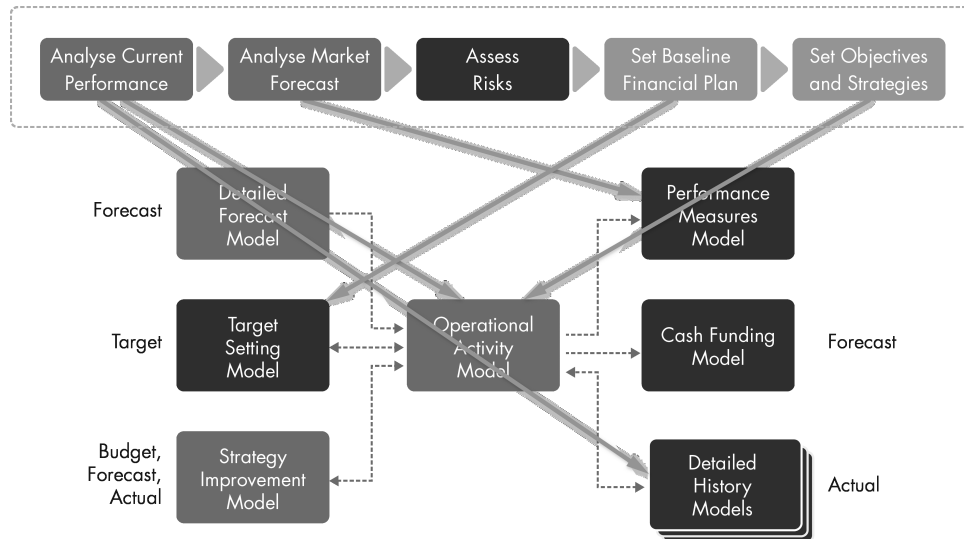 Analyse Current
Performance
Analyse Market
Forecast
Assess
Risks
Set Baseline
Financial Plan
Set Objectives
and Strategies
Forecast
Detailed
Forecast
Model
Performance
Measures
Model
Target
Target
Setting
Model
Operational
Activity
Model
Cash Funding
Model
Forecast
Budget,
Forecast,
Actual
Strategy
Improvement
Model
Detailed
History
Models
Actual